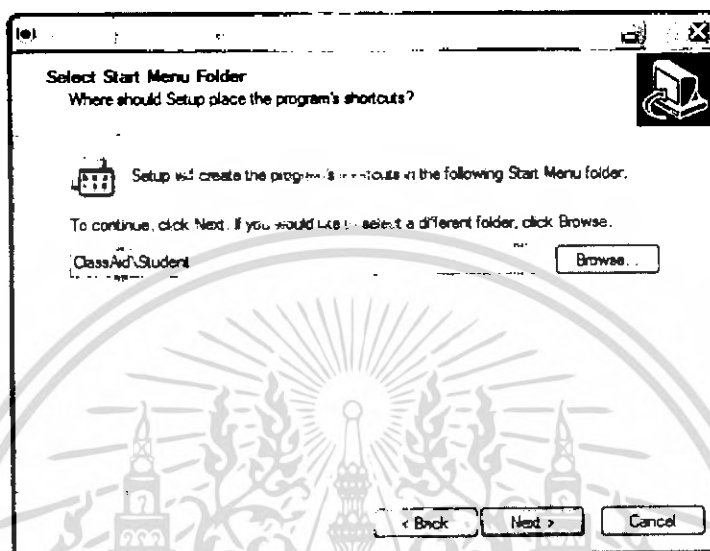 Select Start Menu Folder
Where should Setup place the program's shortcuts?
Setup will create the program's shortcuts in the following Start Menu folder.
To continue, click Next. If you would like to select a different folder, click Browse.
ClassAid\Student
Browse...
< Back
Next >
Cancel